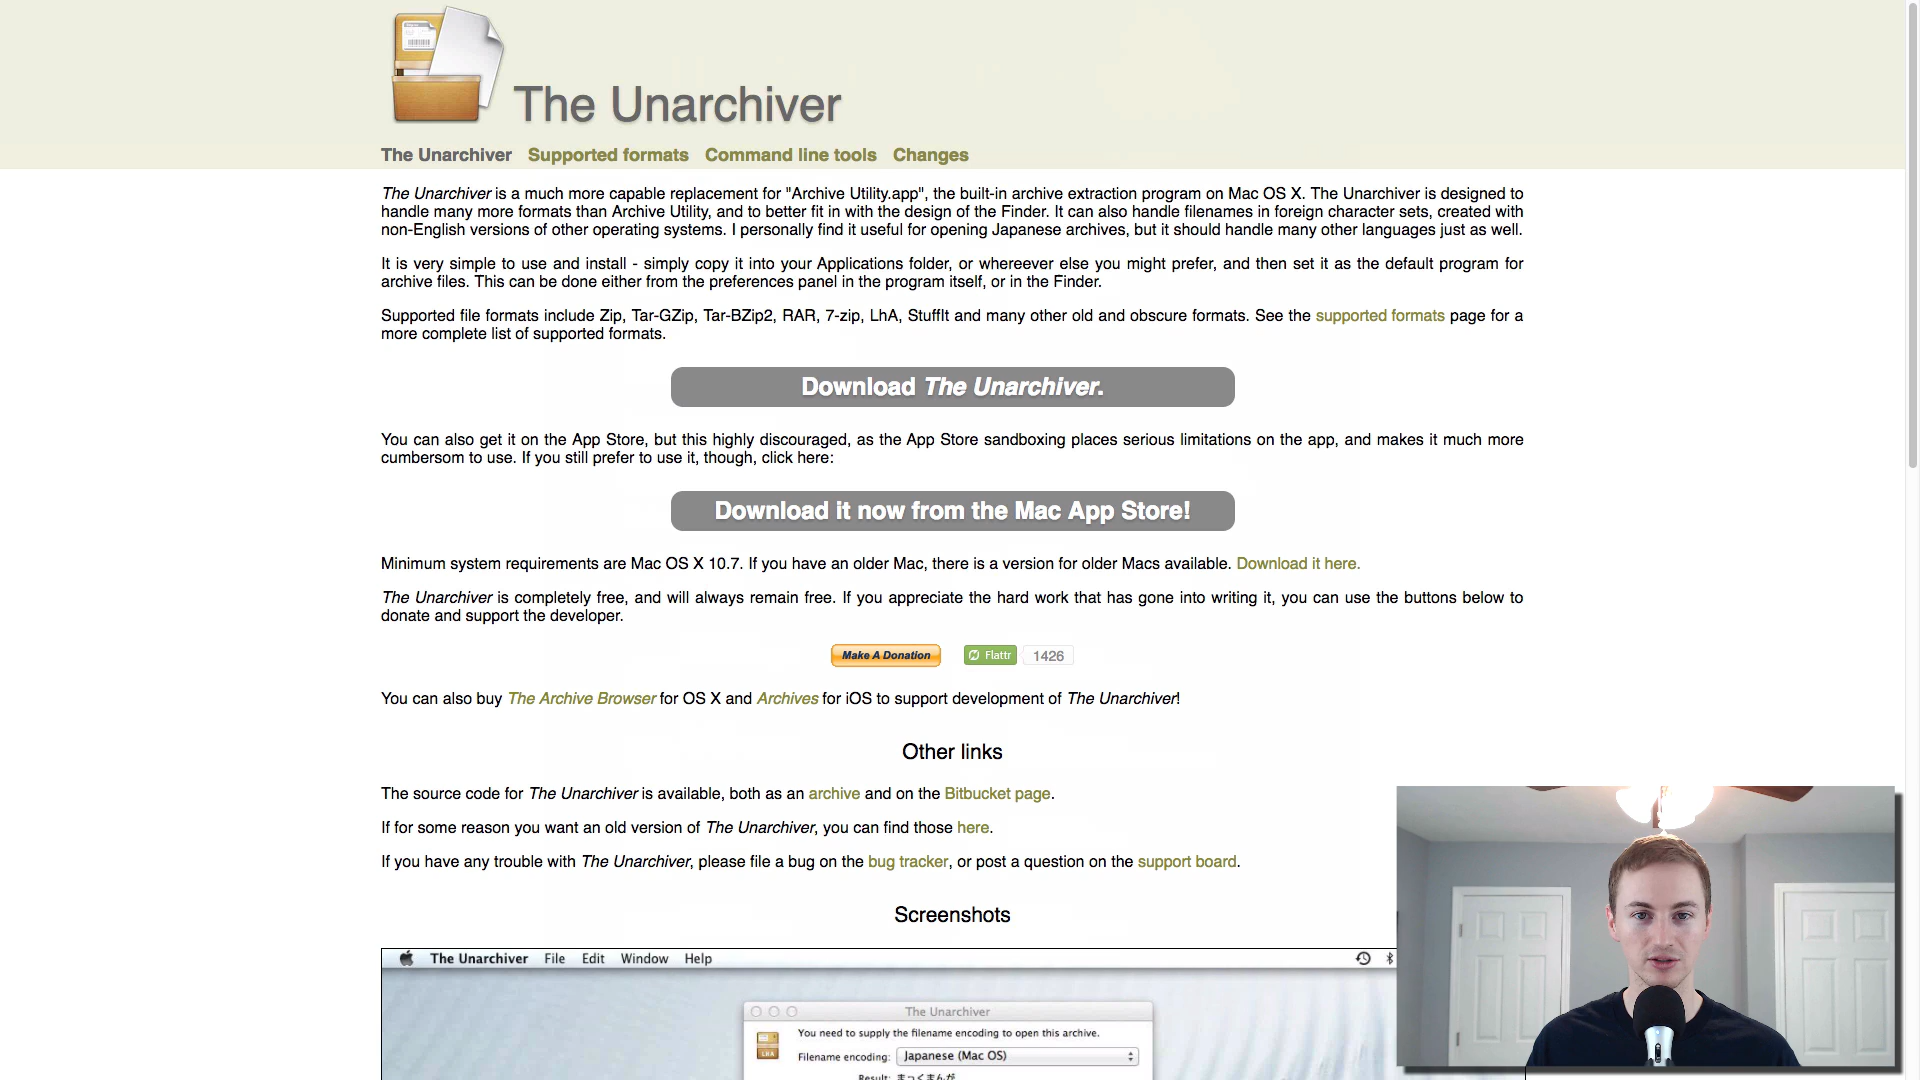 The Unarchiver
The Unarchiver Supported formats Command line tools Changes
The Unarchiver is a much more capable replacement for "Archive Utility.app", the built-in archive extraction program on Mac OS X. The Unarchiver is designed to
handle many more formats than Archive Utility, and to better fit in with the design of the Finder. It can also handle filenames in foreign character sets, created with
non-English versions of other operating systems. I personally find it useful for opening Japanese archives, but it should handle many other languages just as well.
It is very simple to use and install - simply copy it into your Applications folder, or whereever else you might prefer, and then set it as the default program for
archive files. This can be done either from the preferences panel in the program itself, or in the Finder.
Supported file formats include Zip, Tar-GZip, Tar-BZip2, RAR, 7-zip, LhA, StuffIt and many other old and obscure formats. See the supported formats page for a
more complete list of supported formats.
Download The Unarchiver.
You can also get it on the App Store, but this highly discouraged, as the App Store sandboxing places serious limitations on the app, and makes it much more
cumbersom to use. If you still prefer to use it, though, click here:
Download it now from the Mac App Store!
Minimum system requirements are Mac OS X 10.7. If you have an older Mac, there is a version for older Macs available. Download it here.
The Unarchiver is completely free, and will always remain free. If you appreciate the hard work that has gone into writing it, you can use the buttons below to
donate and support the developer.
Make A Donation Flattr 1426
You can also buy The Archive Browser for OS X and Archives for iOS to support development of The Unarchiver!
Other links
The source code for The Unarchiver is available, both as an archive and on the Bitbucket page.
If for some reason you want an old version of The Unarchiver, you can find those here.
If you have any trouble with The Unarchiver, please file a bug on the bug tracker, or post a question on the support board.
Screenshots
The Unarchiver File Edit Window Help
The Unarchiver
You need to supply the filename encoding to open this archive.
LHA
Filename encoding: Japanese (Mac OS)
Result: まっくまんが